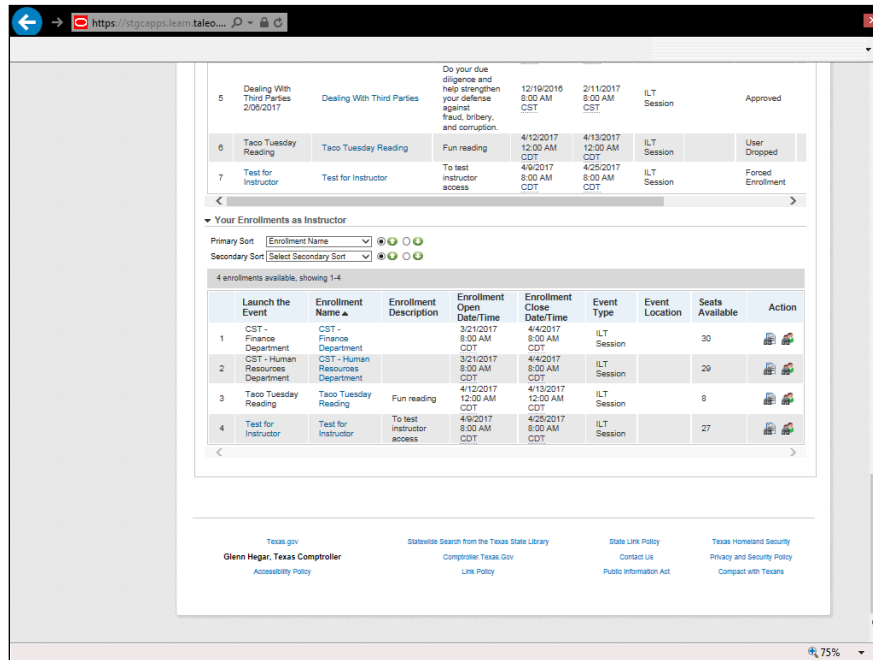 https://stgcapps.learn.taleo....
Do your due
diligence and
help strengthen
your defense
against
fraud, bribery,
and corruption.
5 Dealing With Third Parties 2/06/2017 Dealing With Third Parties 12/19/2016 8:00 AM CST 2/11/2017 8:00 AM CST ILT Session Approved
6 Taco Tuesday Reading Taco Tuesday Reading Fun reading 4/12/2017 12:00 AM CDT 4/13/2017 12:00 AM CDT ILT Session User Dropped
7 Test for Instructor Test for Instructor To test instructor access 4/9/2017 8:00 AM CDT 4/25/2017 8:00 AM CDT ILT Session Forced Enrollment
Your Enrollments as Instructor
Primary Sort Enrollment Name
Secondary Sort Select Secondary Sort
4 enrollments available, showing 1-4
Launch the Event Enrollment Name Enrollment Description Enrollment Open Date/Time Enrollment Close Date/Time Event Type Event Location Seats Available Action
1 CST - Finance Department CST - Finance Department 3/21/2017 8:00 AM CDT 4/4/2017 8:00 AM CDT ILT Session 30
2 CST - Human Resources Department CST - Human Resources Department 3/21/2017 8:00 AM CDT 4/4/2017 8:00 AM CDT ILT Session 29
3 Taco Tuesday Reading Taco Tuesday Reading Fun reading 4/12/2017 12:00 AM CDT 4/13/2017 12:00 AM CDT ILT Session 8
4 Test for Instructor Test for Instructor To test instructor access 4/9/2017 8:00 AM CDT 4/25/2017 8:00 AM CDT ILT Session 27
Texas.gov Statewide Search from the Texas State Library State Link Policy Texas Homeland Security
Glenn Hegar, Texas Comptroller Comptroller.Texas.Gov Contact Us Privacy and Security Policy
Accessibility Policy Link Policy Public Information Act Compact with Texans
75%